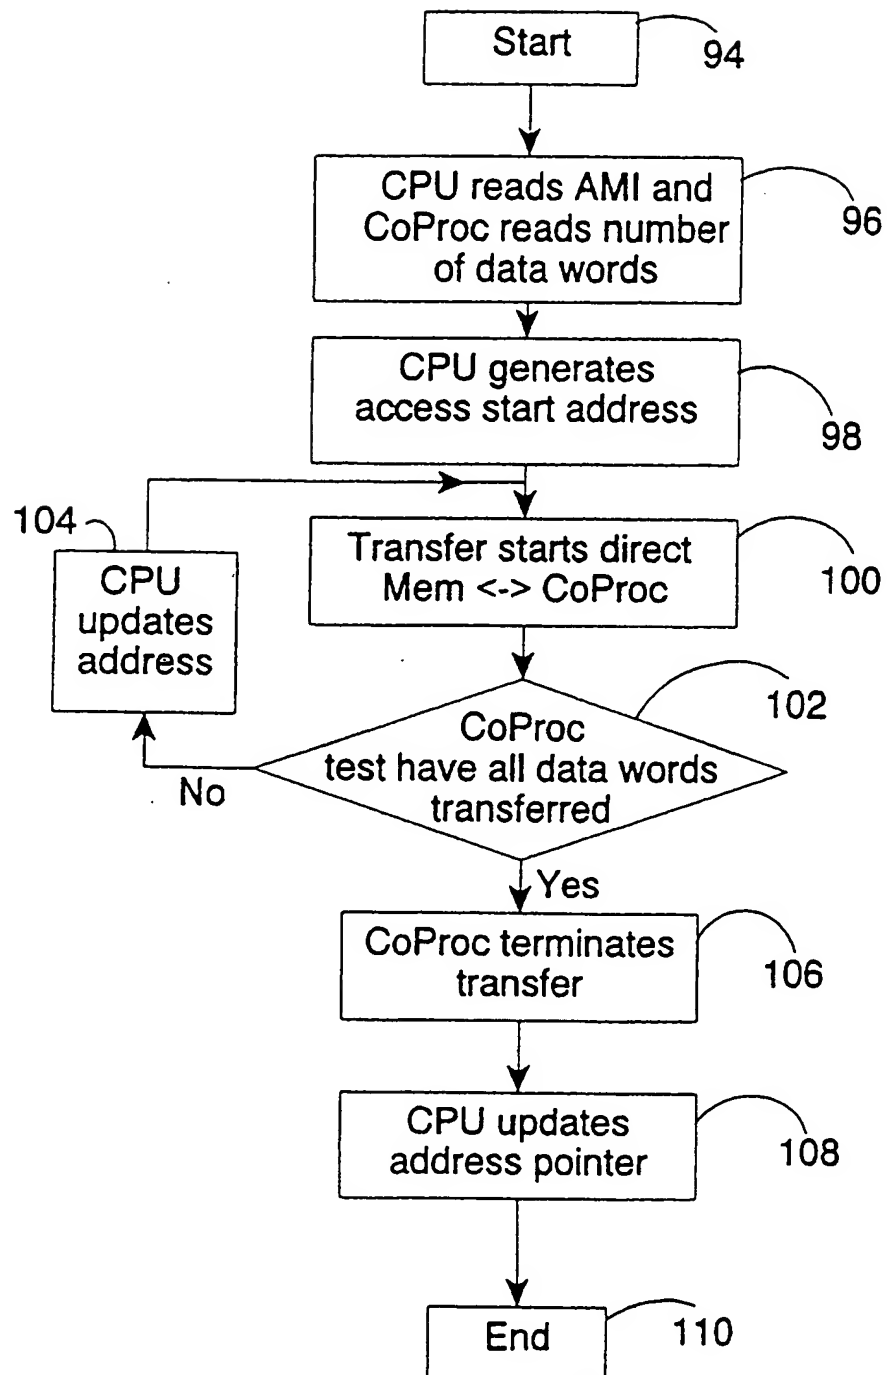 Start
94
CPU reads AMI and
CoProc reads number
of data words
96
CPU generates
access start address
98
104
CPU
updates
address
Transfer starts direct
Mem <-> CoProc
100
102
CoProc
test have all data words
transferred
No
Yes
CoProc terminates
transfer
106
CPU updates
address pointer
108
End
110